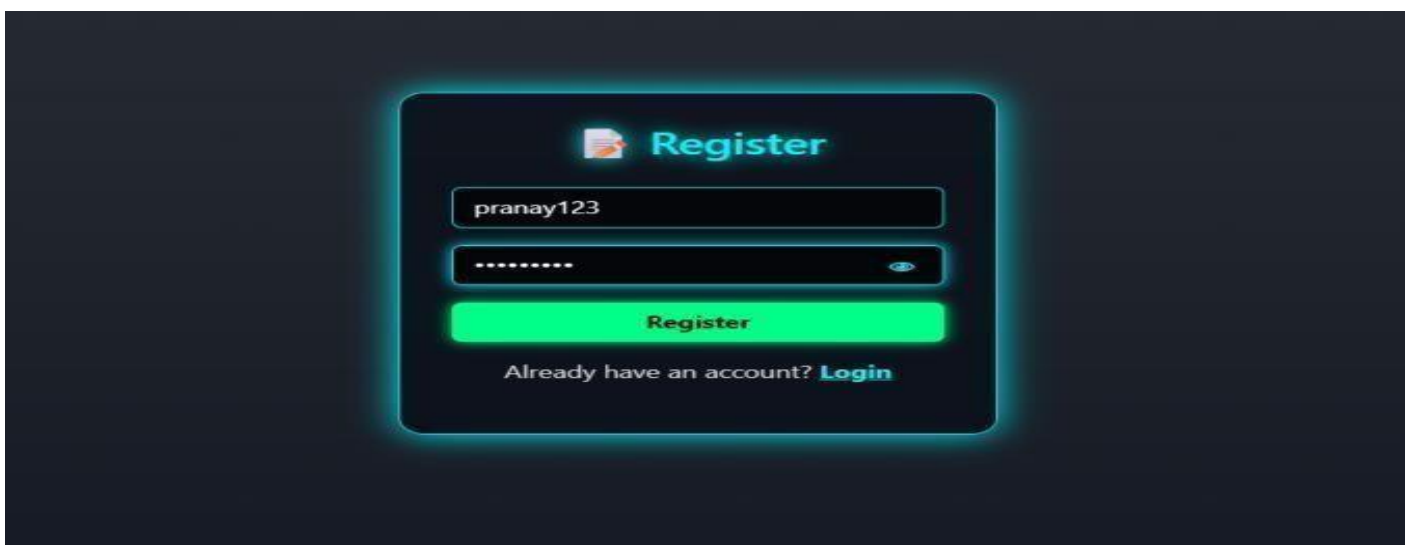 Register
pranay123
•••••••••
Register
Already have an account? Login